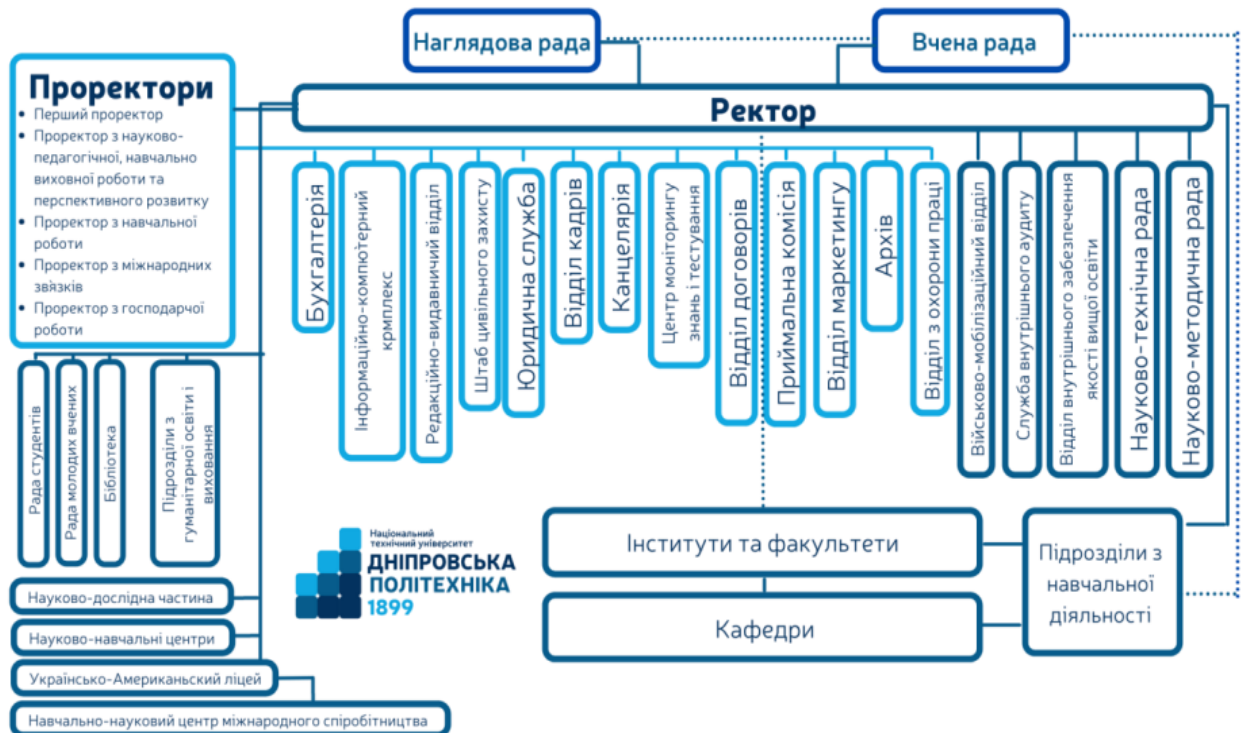 Наглядова рада
Вчена рада
Проректори
Перший проректор
Проректор з науково-
педагогічної, навчально
виховної роботи та
перспективного розвитку
Проректор з навчальної
роботи
Проректор з міжнародних
звязків
Проректор з господарчої
роботи
Ректор
Бухгалтерія
Інформаційно-комп'ютерний
крмплекс
Редакційно-видавничий відділ
Штаб цивільного захисту
Юридична служба
Відділ кадрів
Канцелярія
Центр моніторингу
знань і тестування
Відділ договорів
Приймальна комісія
Відділ маркетингу
Архів
Відділ з охорони праці
Військово-мобілізаційний відділ
Служба внутрішнього аудиту
Відділ внутрішнього забезпечення
якості вищої освіти
Науково-технічна рада
Науково-методична рада
Рада студентів
Рада молодих вчених
Бібліотека
Підрозділи з
гуманітарної освіти і
виховання
Науково-дослідна частина
Науково-навчальні центри
Українсько-Американьский ліцей
Навчально-науковий центр міжнародного спіробітництва
Національний
технічний університет
ДНІПРОВСЬКА
ПОЛІТЕХНІКА
1899
Інститути та факультети
Кафедри
Підрозділи з
навчальної
діяльності